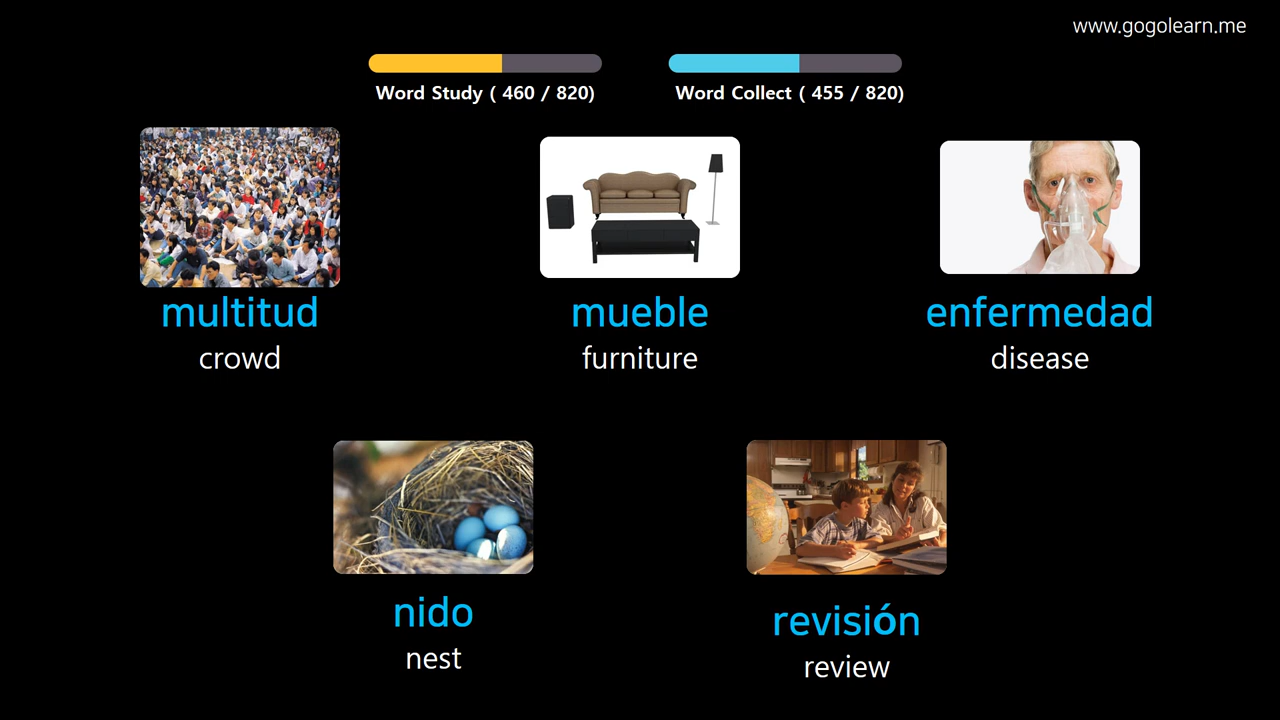 www.gogolearn.me
Word Study ( 460 / 820)
Word Collect ( 455 / 820)
multitud
crowd
mueble
furniture
enfermedad
disease
nido
nest
revisión
review